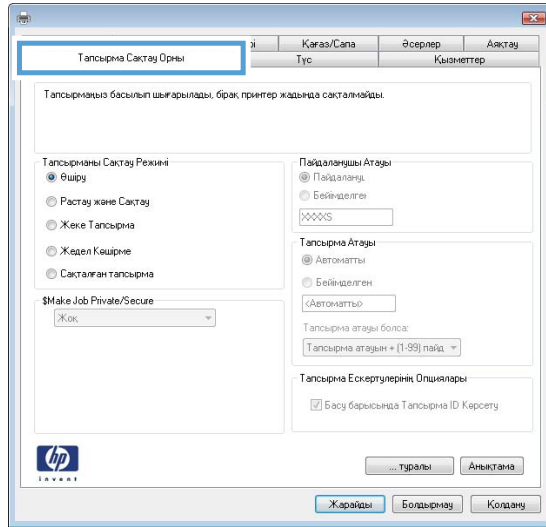 рі
Қағаз/Сапа
Әсерлер
Аяқтау
Тапсырма Сақтау Орны
Түс
Қызметтер
Тапсырмаңыз басылып шығарылады, бірақ принтер жадында сақталмайды.
Тапсырманы Сақтау Режимі
Өшіру
Растау және Сақтау
Жеке Тапсырма
Жедел Көшірме
Сақталған тапсырма
$Make Job Private/Secure
Жоқ
Пайдаланушы Атауы
Пайдалануı
Бейімделген
XXXXS
Тапсырма Атауы
Автоматты
Бейімделген
<Автоматты>
Тапсырма атауы болса:
Тапсырма атауын + (1-99) пайд
Тапсырма Ескертулерінің Опциялары
Басу барысында Тапсырма ID Көрсету
hp
invent
... туралы
Анықтама
Жарайды
Болдырмау
Қолдану